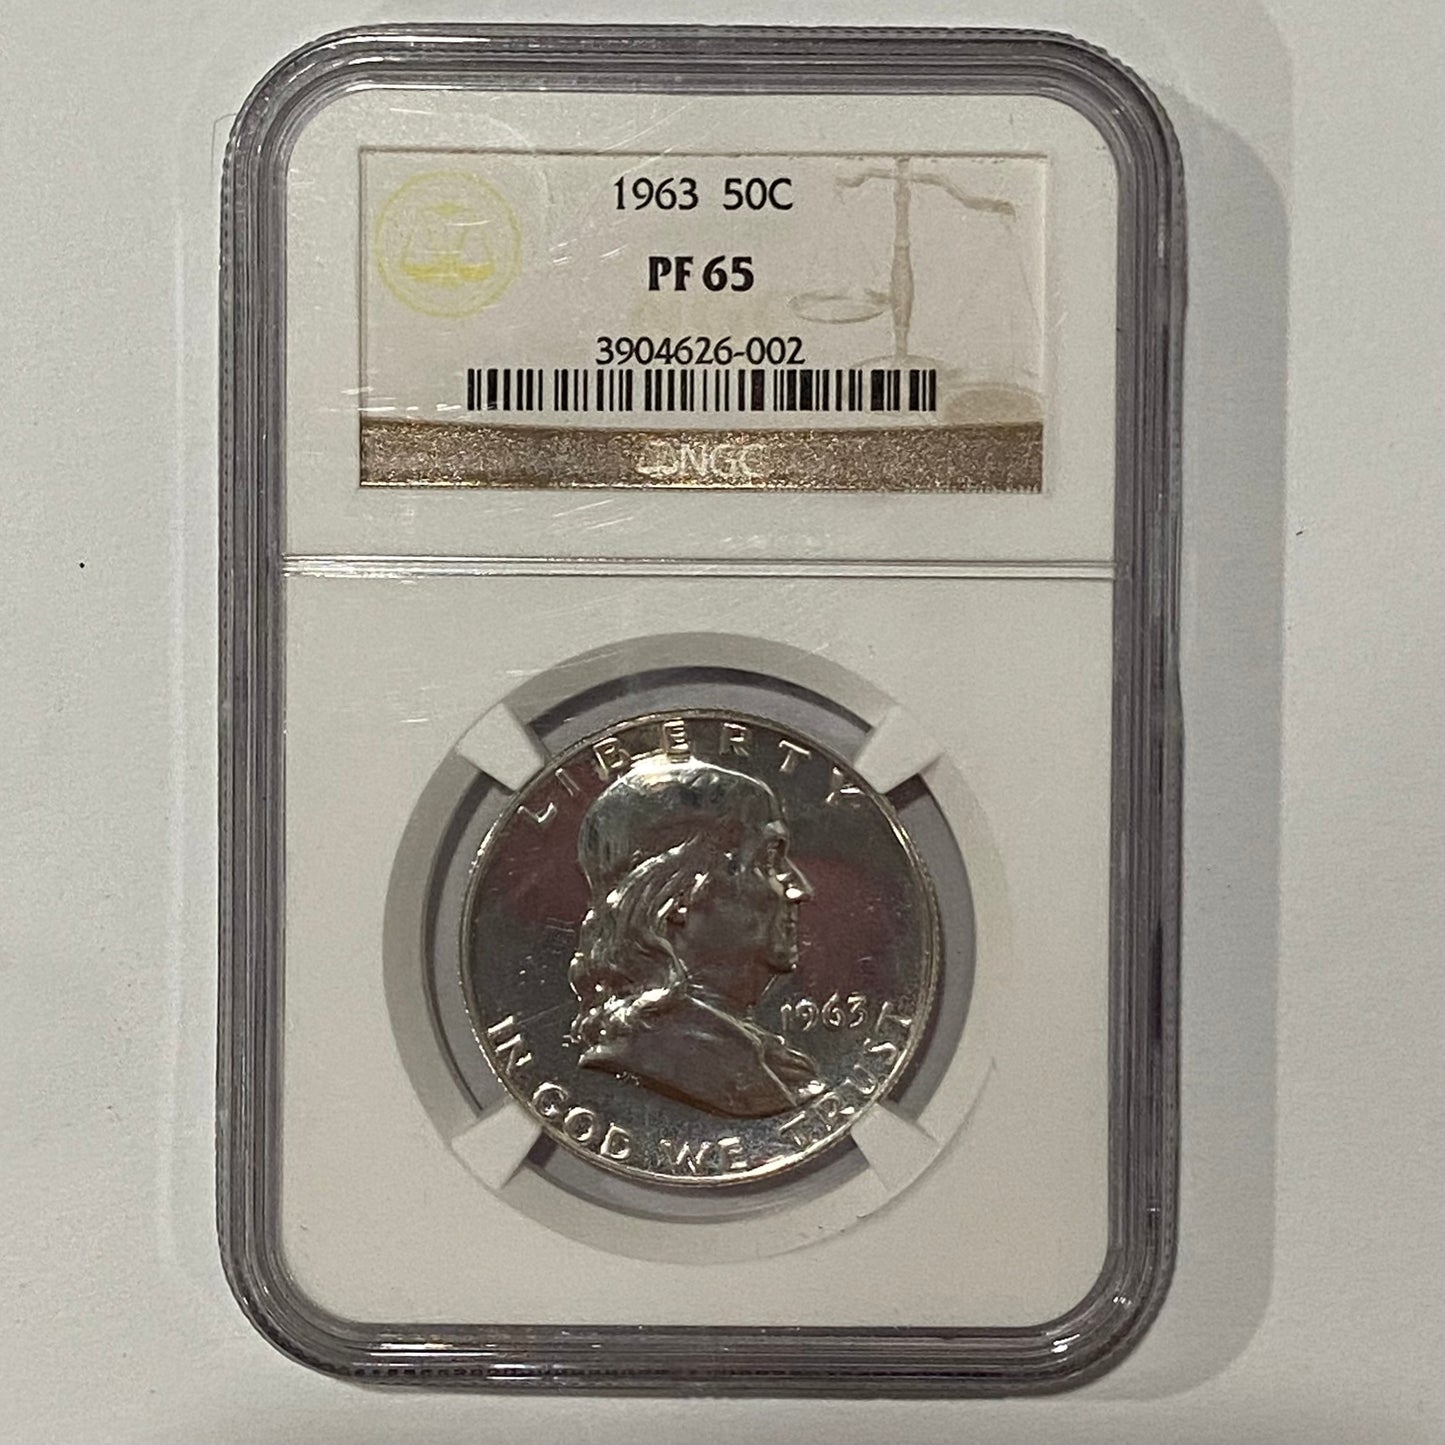 1963 50C
PF 65
3904626-002
NGC
LIBERTY
1963
IN GOD WE TRUST